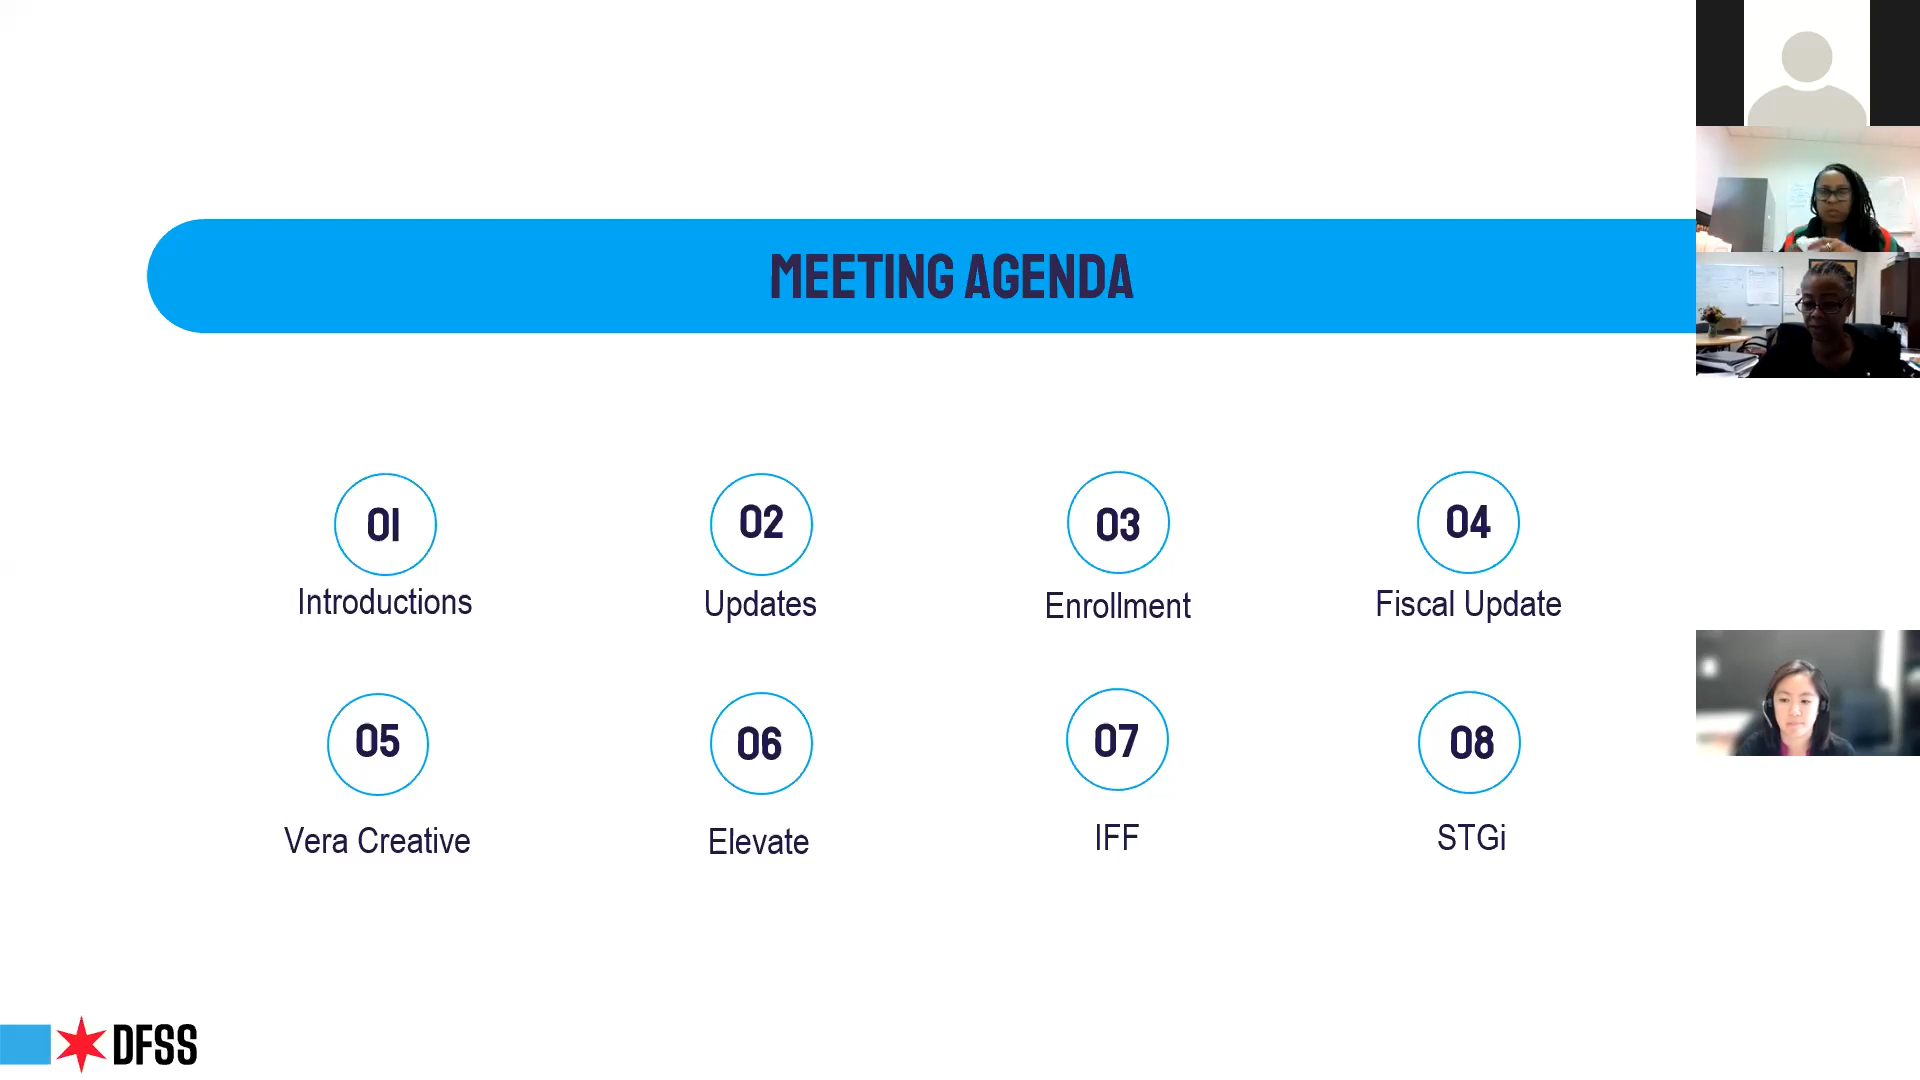 MEETING AGENDA
01
02
03
04
Introductions
Updates
Enrollment
Fiscal Update
05
06
07
08
Vera Creative
Elevate
IFF
STGi
DFSS